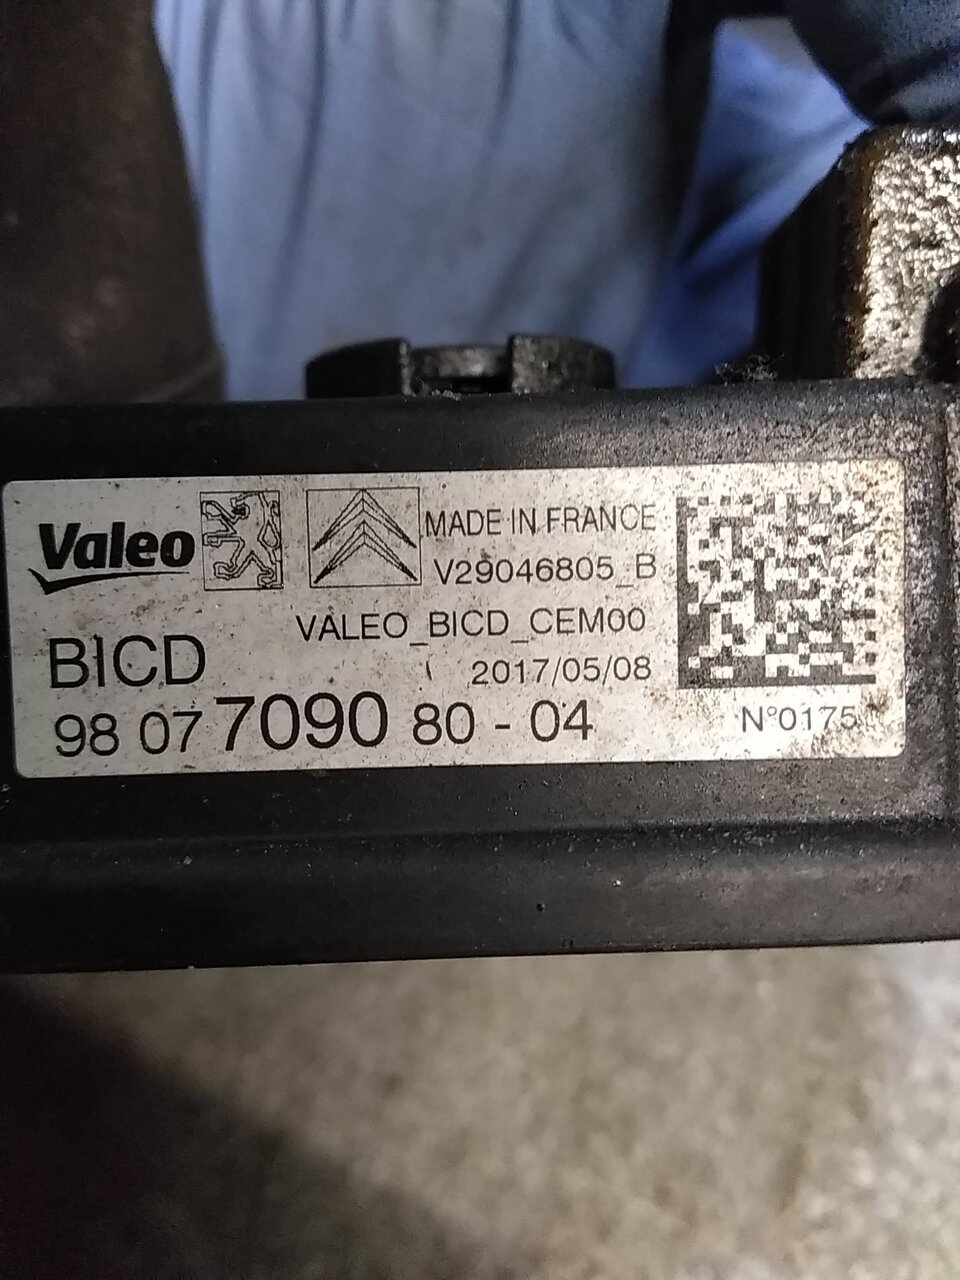 Valeo
MADE IN FRANCE
V29046805_B
VALEO_BICD_CEM00
BICD
2017/05/08
98 07 7090 80 - 04
N°0175